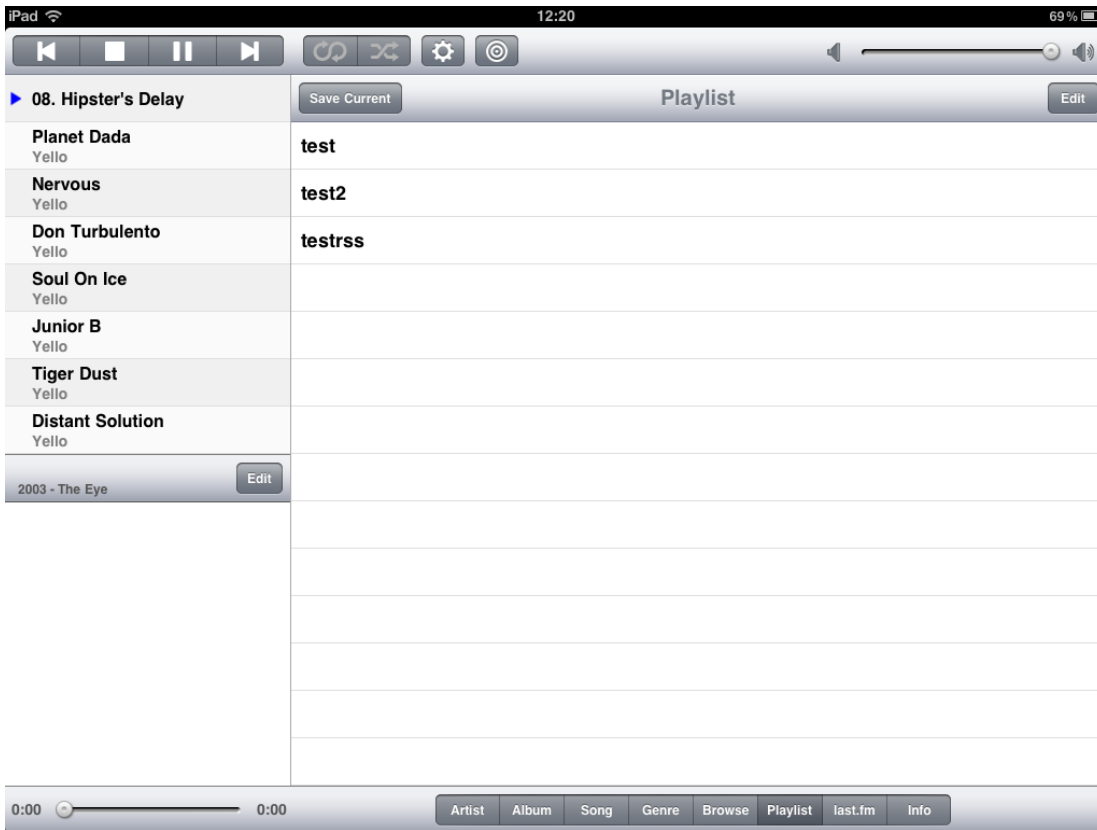 iPad 12:20 69%
08. Hipster's Delay
Planet Dada
Yello
Nervous
Yello
Don Turbulento
Yello
Soul On Ice
Yello
Junior B
Yello
Tiger Dust
Yello
Distant Solution
Yello
2003 - The Eye Edit
Save Current Playlist Edit
test
test2
testrss
0:00 0:00
Artist Album Song Genre Browse Playlist last.fm Info